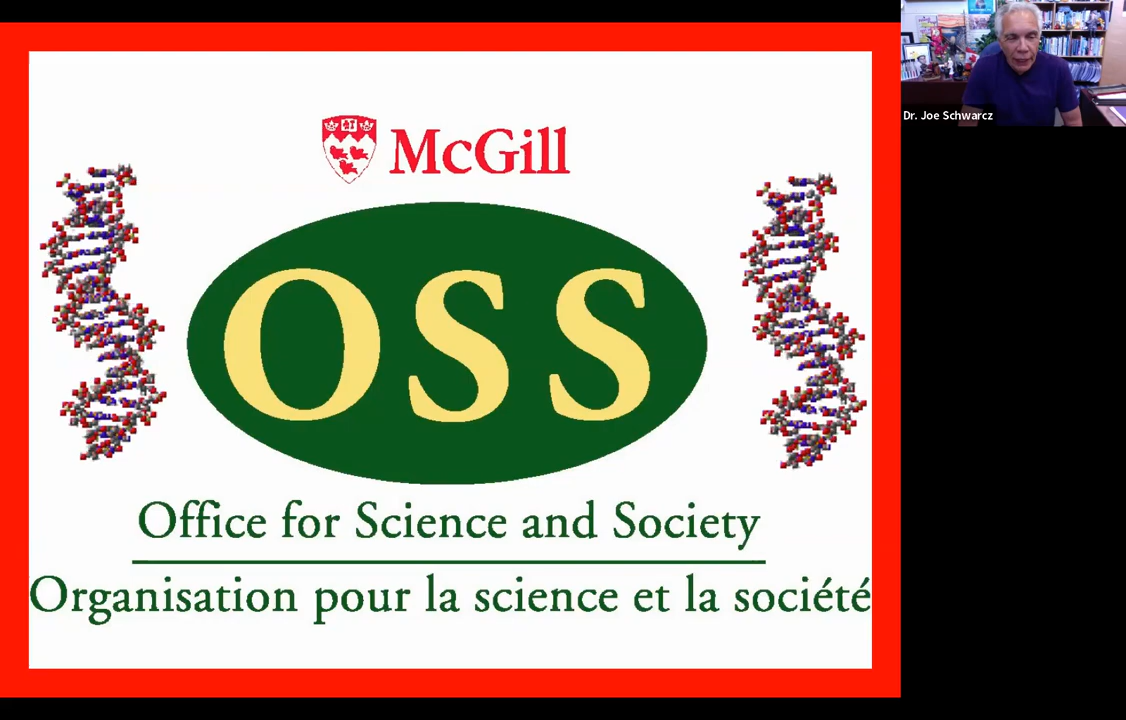 McGill
OSS
Office for Science and Society
Organisation pour la science et la société
Dr. Joe Schwarcz